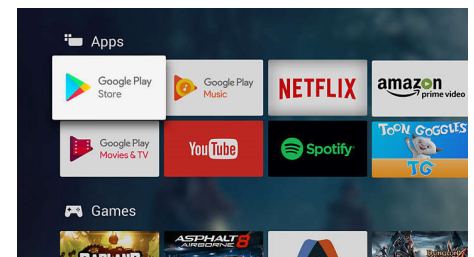 Apps
Google Play
Store
Google Play
Music
NETFLIX
amazon
prime video
Google Play
Movies & TV
YouTube
Spotify
TOON GOGGLES
TG
Games
BADLAND
ASPHALT 8
AIRBORNE